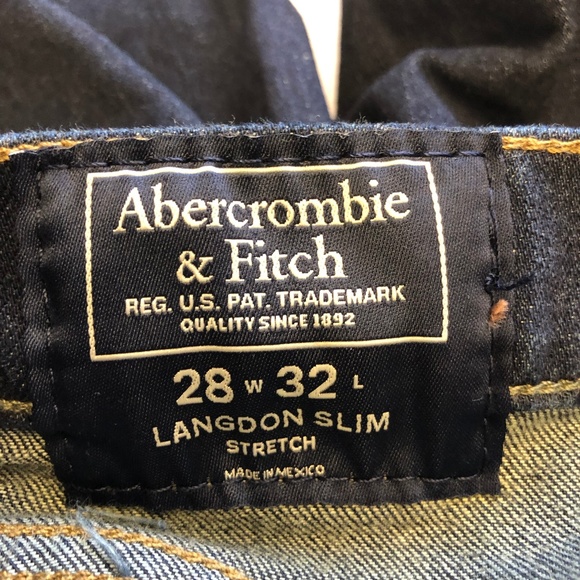 Abercrombie
& Fitch
REG. U.S. PAT. TRADEMARK
QUALITY SINCE 1892
28 W 32 L
LANGDON SLIM
STRETCH
MADE IN MEXICO